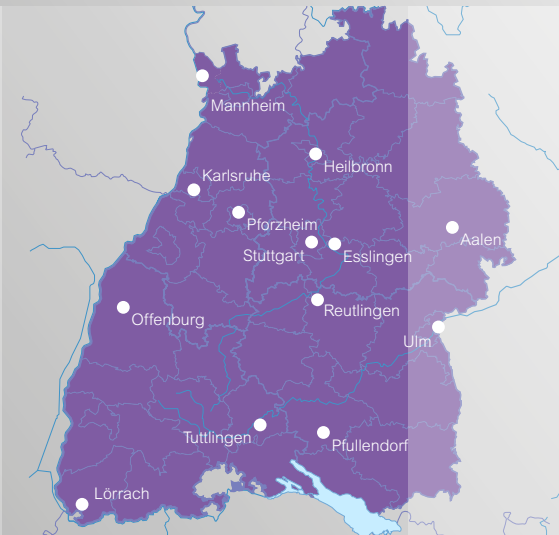 Mannheim
Heilbronn
Karlsruhe
Pforzheim
Stuttgart
Esslingen
Aalen
Reutlingen
Offenburg
Ulm
Tuttlingen
Pfullendorf
Lörrach